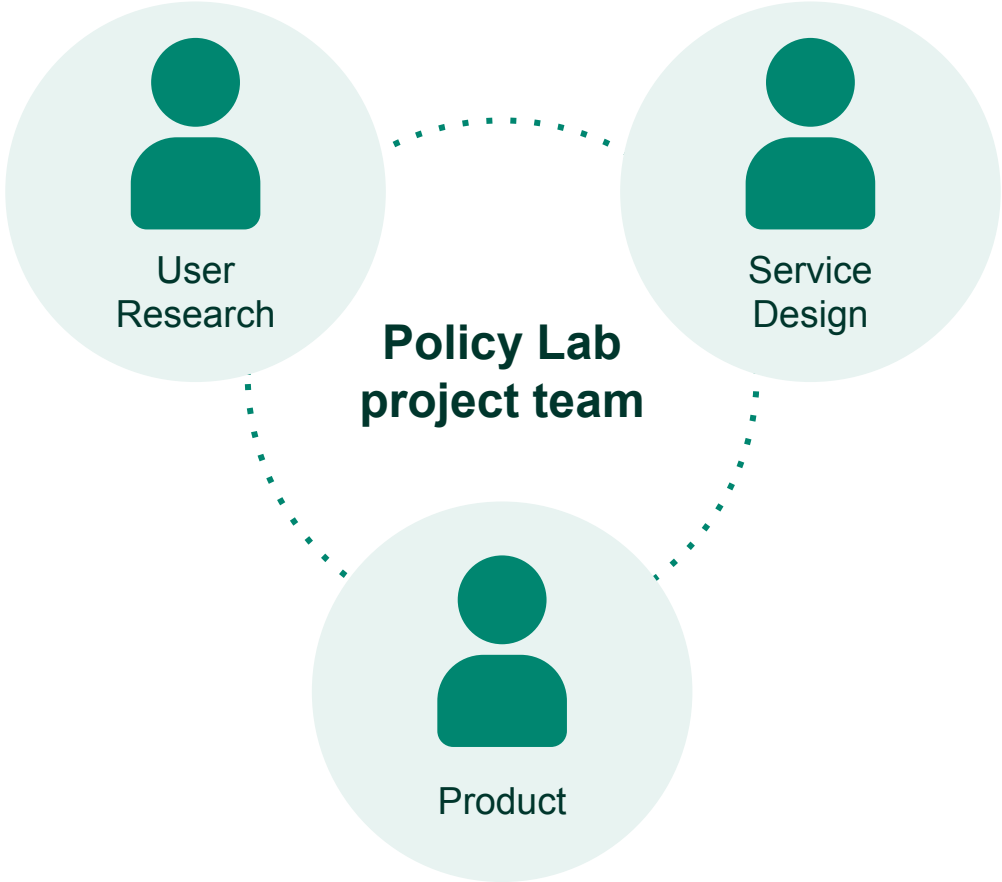 User
Research
Service
Design
Policy Lab
project team
Product